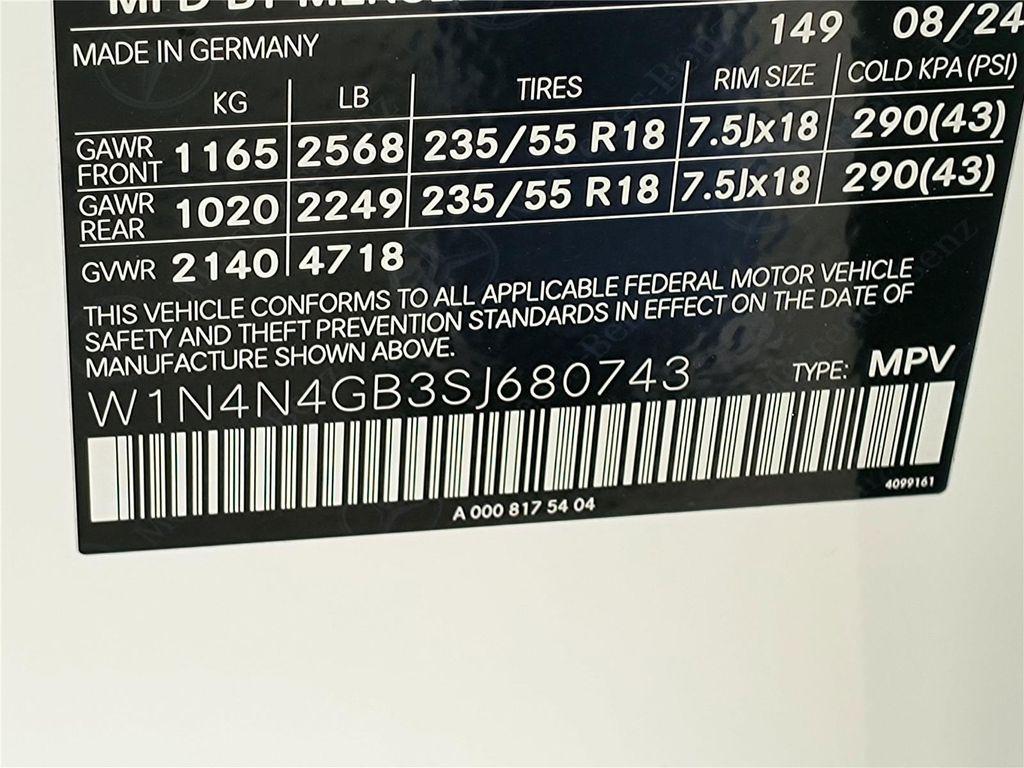 MFD BY
MADE IN GERMANY 149 08/24
KG LB TIRES RIM SIZE COLD KPA (PSI)
GAWR FRONT 1165 2568 235/55 R18 7.5Jx18 290(43)
GAWR REAR 1020 2249 235/55 R18 7.5Jx18 290(43)
GVWR 2140 4718
THIS VEHICLE CONFORMS TO ALL APPLICABLE FEDERAL MOTOR VEHICLE
SAFETY AND THEFT PREVENTION STANDARDS IN EFFECT ON THE DATE OF
MANUFACTURE SHOWN ABOVE.
W1N4N4GB3SJ680743 TYPE: MPV
4099161
A 000 817 54 04